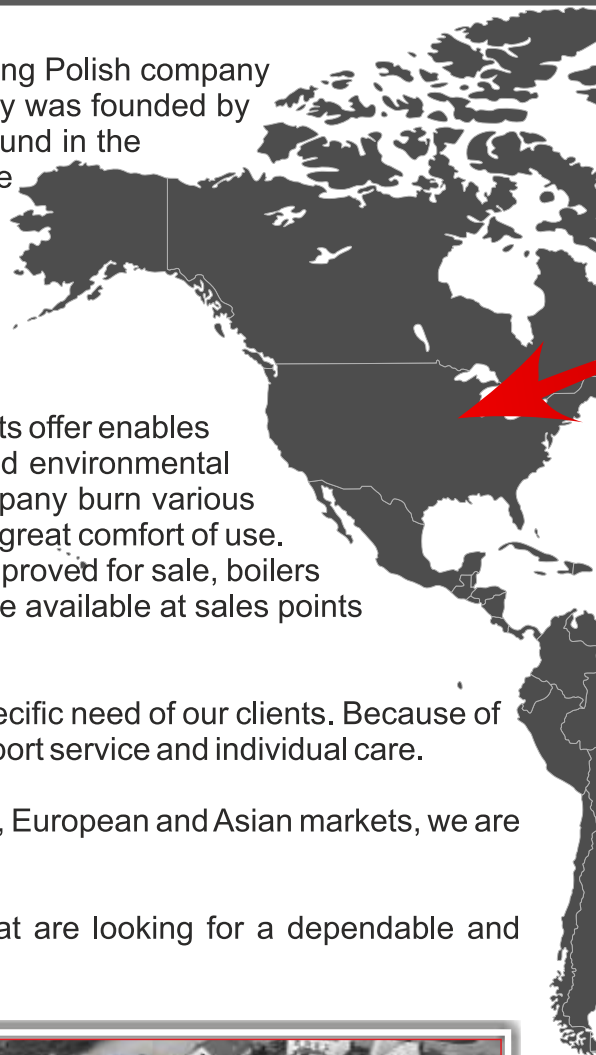 ng Polish company
y was founded by
und in the
e
ts offer enables
d environmental
pany burn various
great comfort of use.
proved for sale, boilers
e available at sales points
ecific need of our clients. Because of
port service and individual care.
, European and Asian markets, we are
at are looking for a dependable and